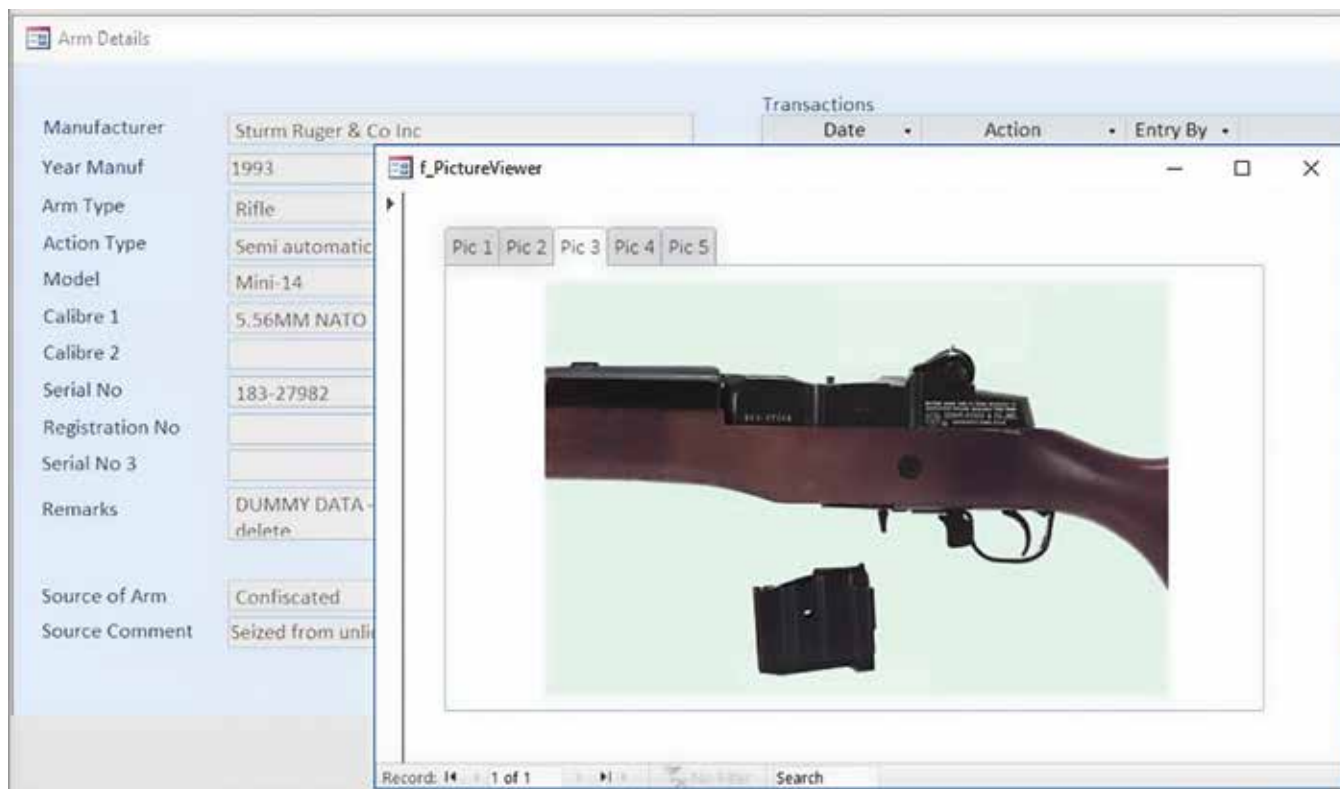 Arm Details
Transactions
Date Action Entry By
Manufacturer Sturm Ruger & Co Inc
Year Manuf 1993
Arm Type Rifle
Action Type Semi automatic
Model Mini-14
Calibre 1 5.56MM NATO
Calibre 2
Serial No 183-27982
Registration No
Serial No 3
Remarks DUMMY DATA -
delete
Source of Arm Confiscated
Source Comment Seized from
f_PictureViewer
Pic 1 Pic 2 Pic 3 Pic 4 Pic 5
Record: 1 of 1 No Filter Search